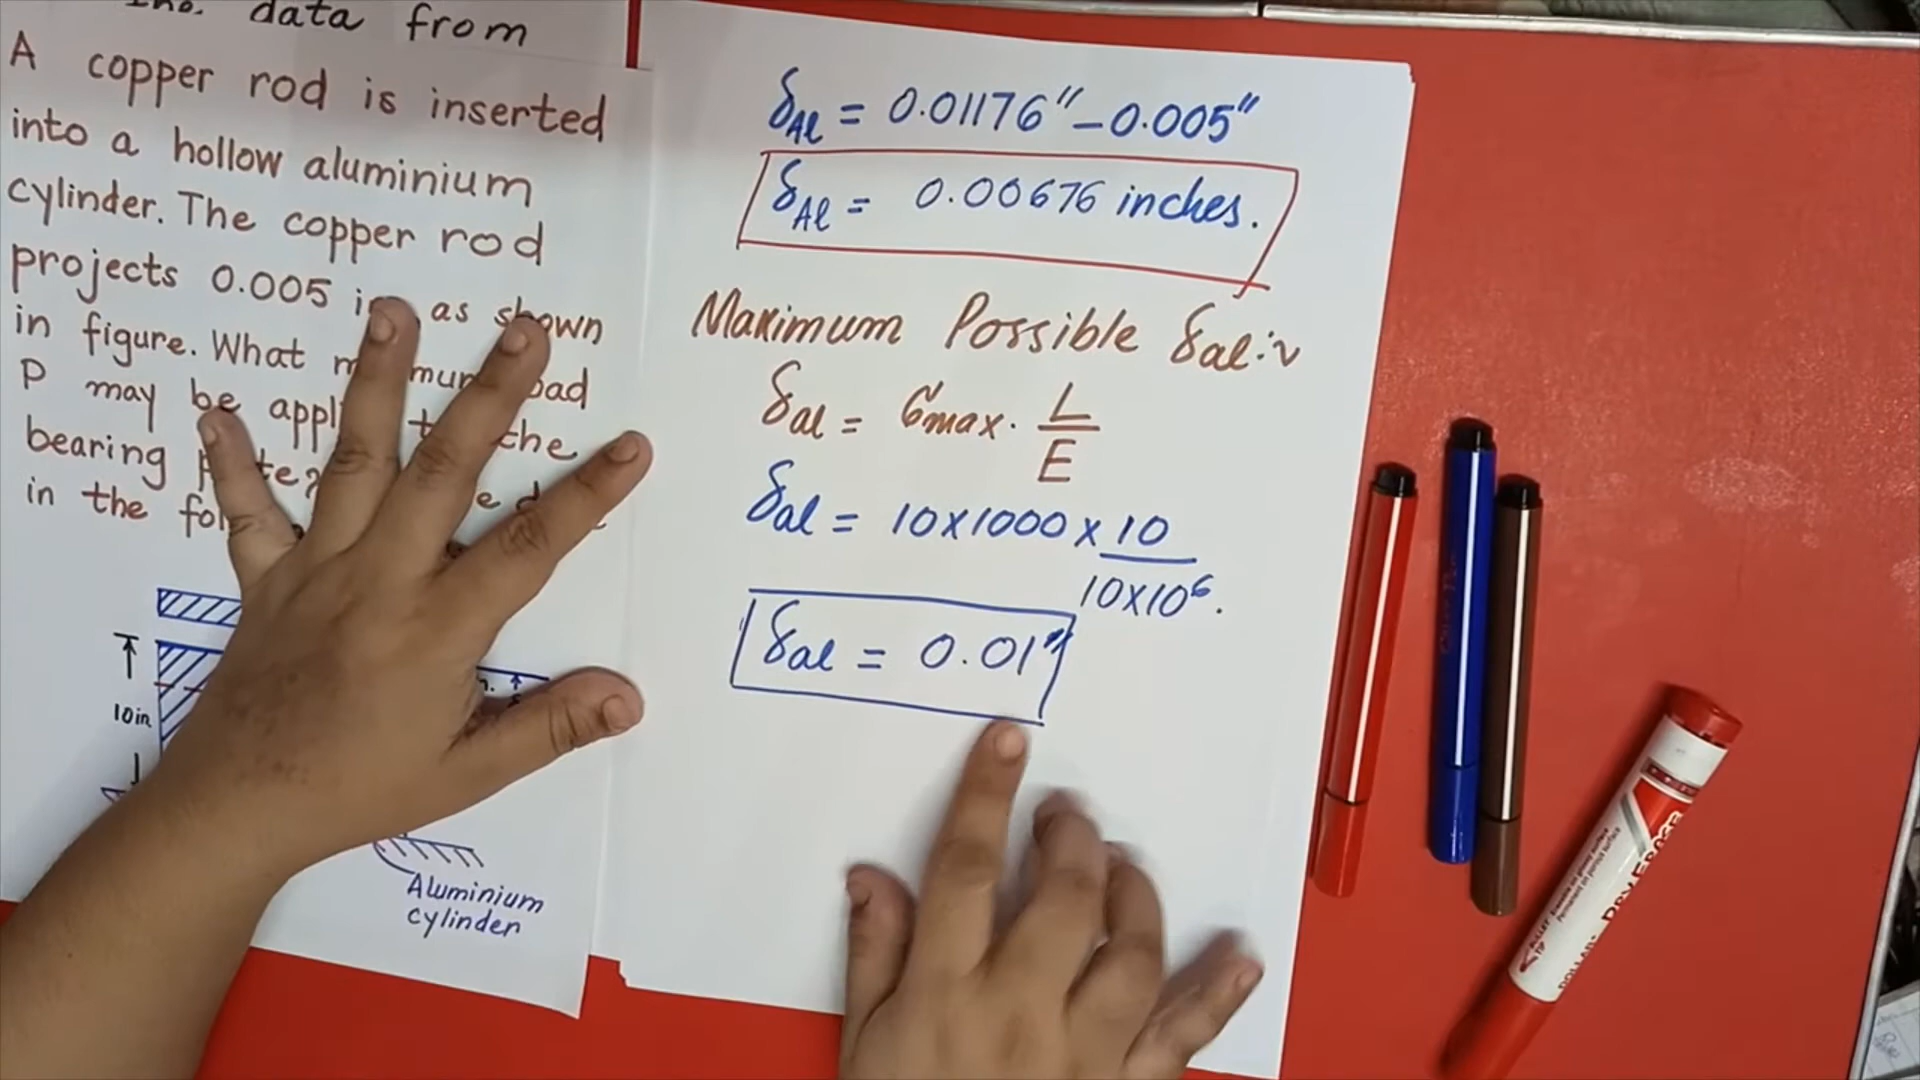 data from
A copper rod is inserted
into a hollow aluminium
cylinder. The copper rod
projects 0.005 as shown
in figure. What
P may be the
bearing
in the
10in
Aluminium
cylinder
δAl = 0.01176" - 0.005"
δAl = 0.00676 inches.
Maximum Possible δal:~
δal = σmax. L/E
δal = 10x1000 x 10/10x10⁶.
δal = 0.01"